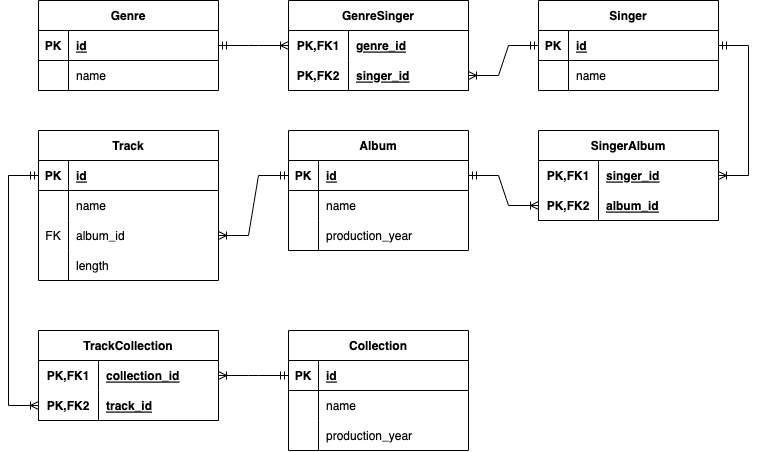 Genre
PK id
name
GenreSinger
PK,FK1 genre_id
PK,FK2 singer_id
Singer
PK id
name
Track
PK id
name
FK album_id
length
Album
PK id
name
production_year
SingerAlbum
PK,FK1 singer_id
PK,FK2 album_id
TrackCollection
PK,FK1 collection_id
PK,FK2 track_id
Collection
PK id
name
production_year